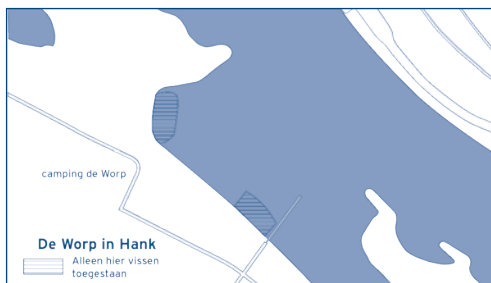 camping de Worp
De Worp in Hank
Alleen hier vissen
toegestaan